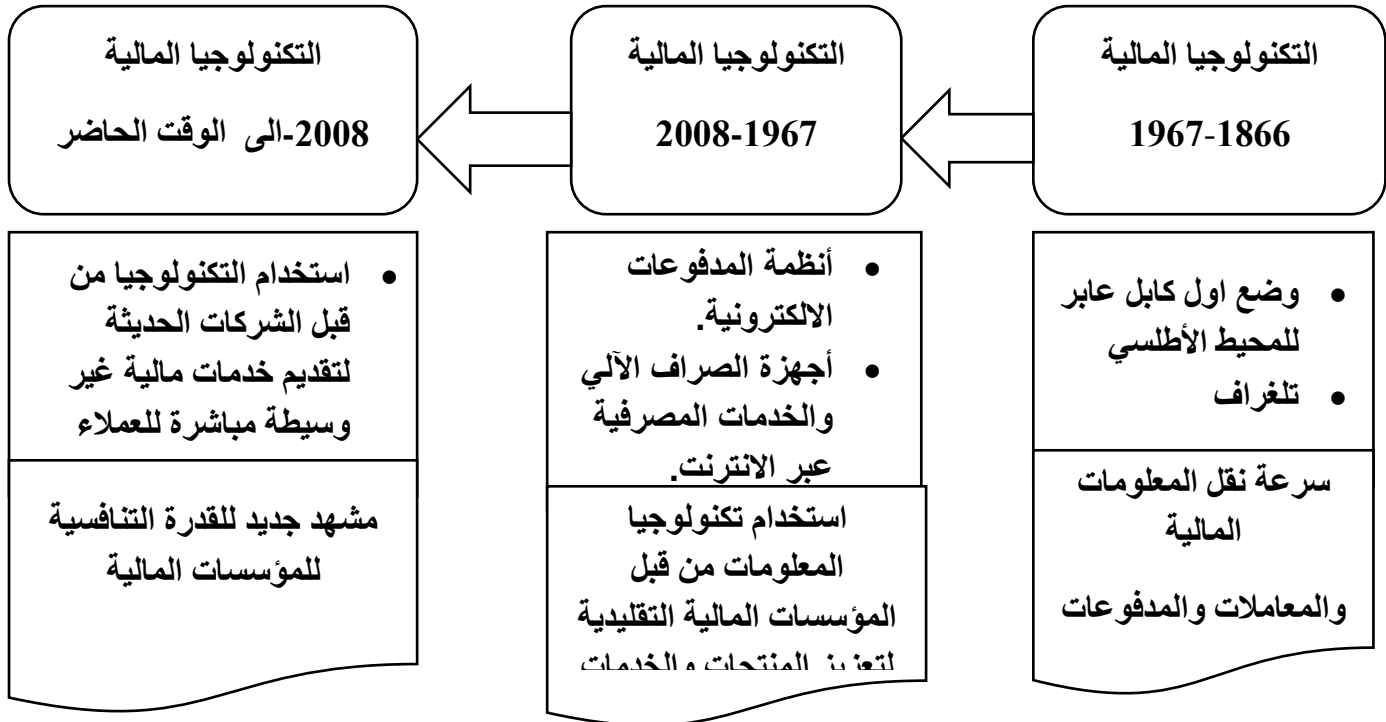 التكنولوجيا المالية
1967-1866
التكنولوجيا المالية
2008-1967
التكنولوجيا المالية
2008-الى الوقت الحاضر
• وضع اول كابل عابر
للمحيط الأطلسي
• تلغراف
سرعة نقل المعلومات
المالية
والمعاملات والمدفوعات
• أنظمة المدفوعات
الالكترونية.
• أجهزة الصراف الآلي
والخدمات المصرفية
عبر الانترنت.
استخدام تكنولوجيا
المعلومات من قبل
المؤسسات المالية التقليدية
لتعزيز المنتجات والخدمات
• استخدام التكنولوجيا من
قبل الشركات الحديثة
لتقديم خدمات مالية غير
وسيطة مباشرة للعملاء
مشهد جديد للقدرة التنافسية
للمؤسسات المالية